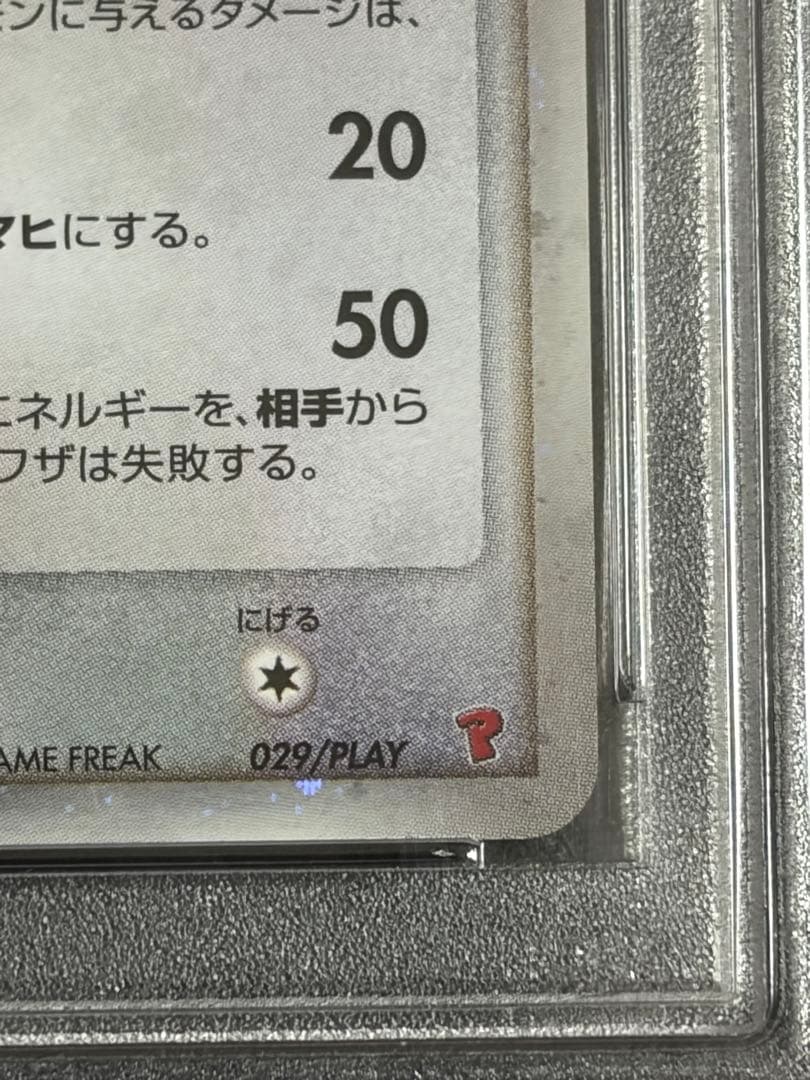 ンに与えるダメージは、
20
マヒにする。
50
エネルギーを、相手から
ワザは失敗する。
にげる
AME FREAK 029/PLAY P